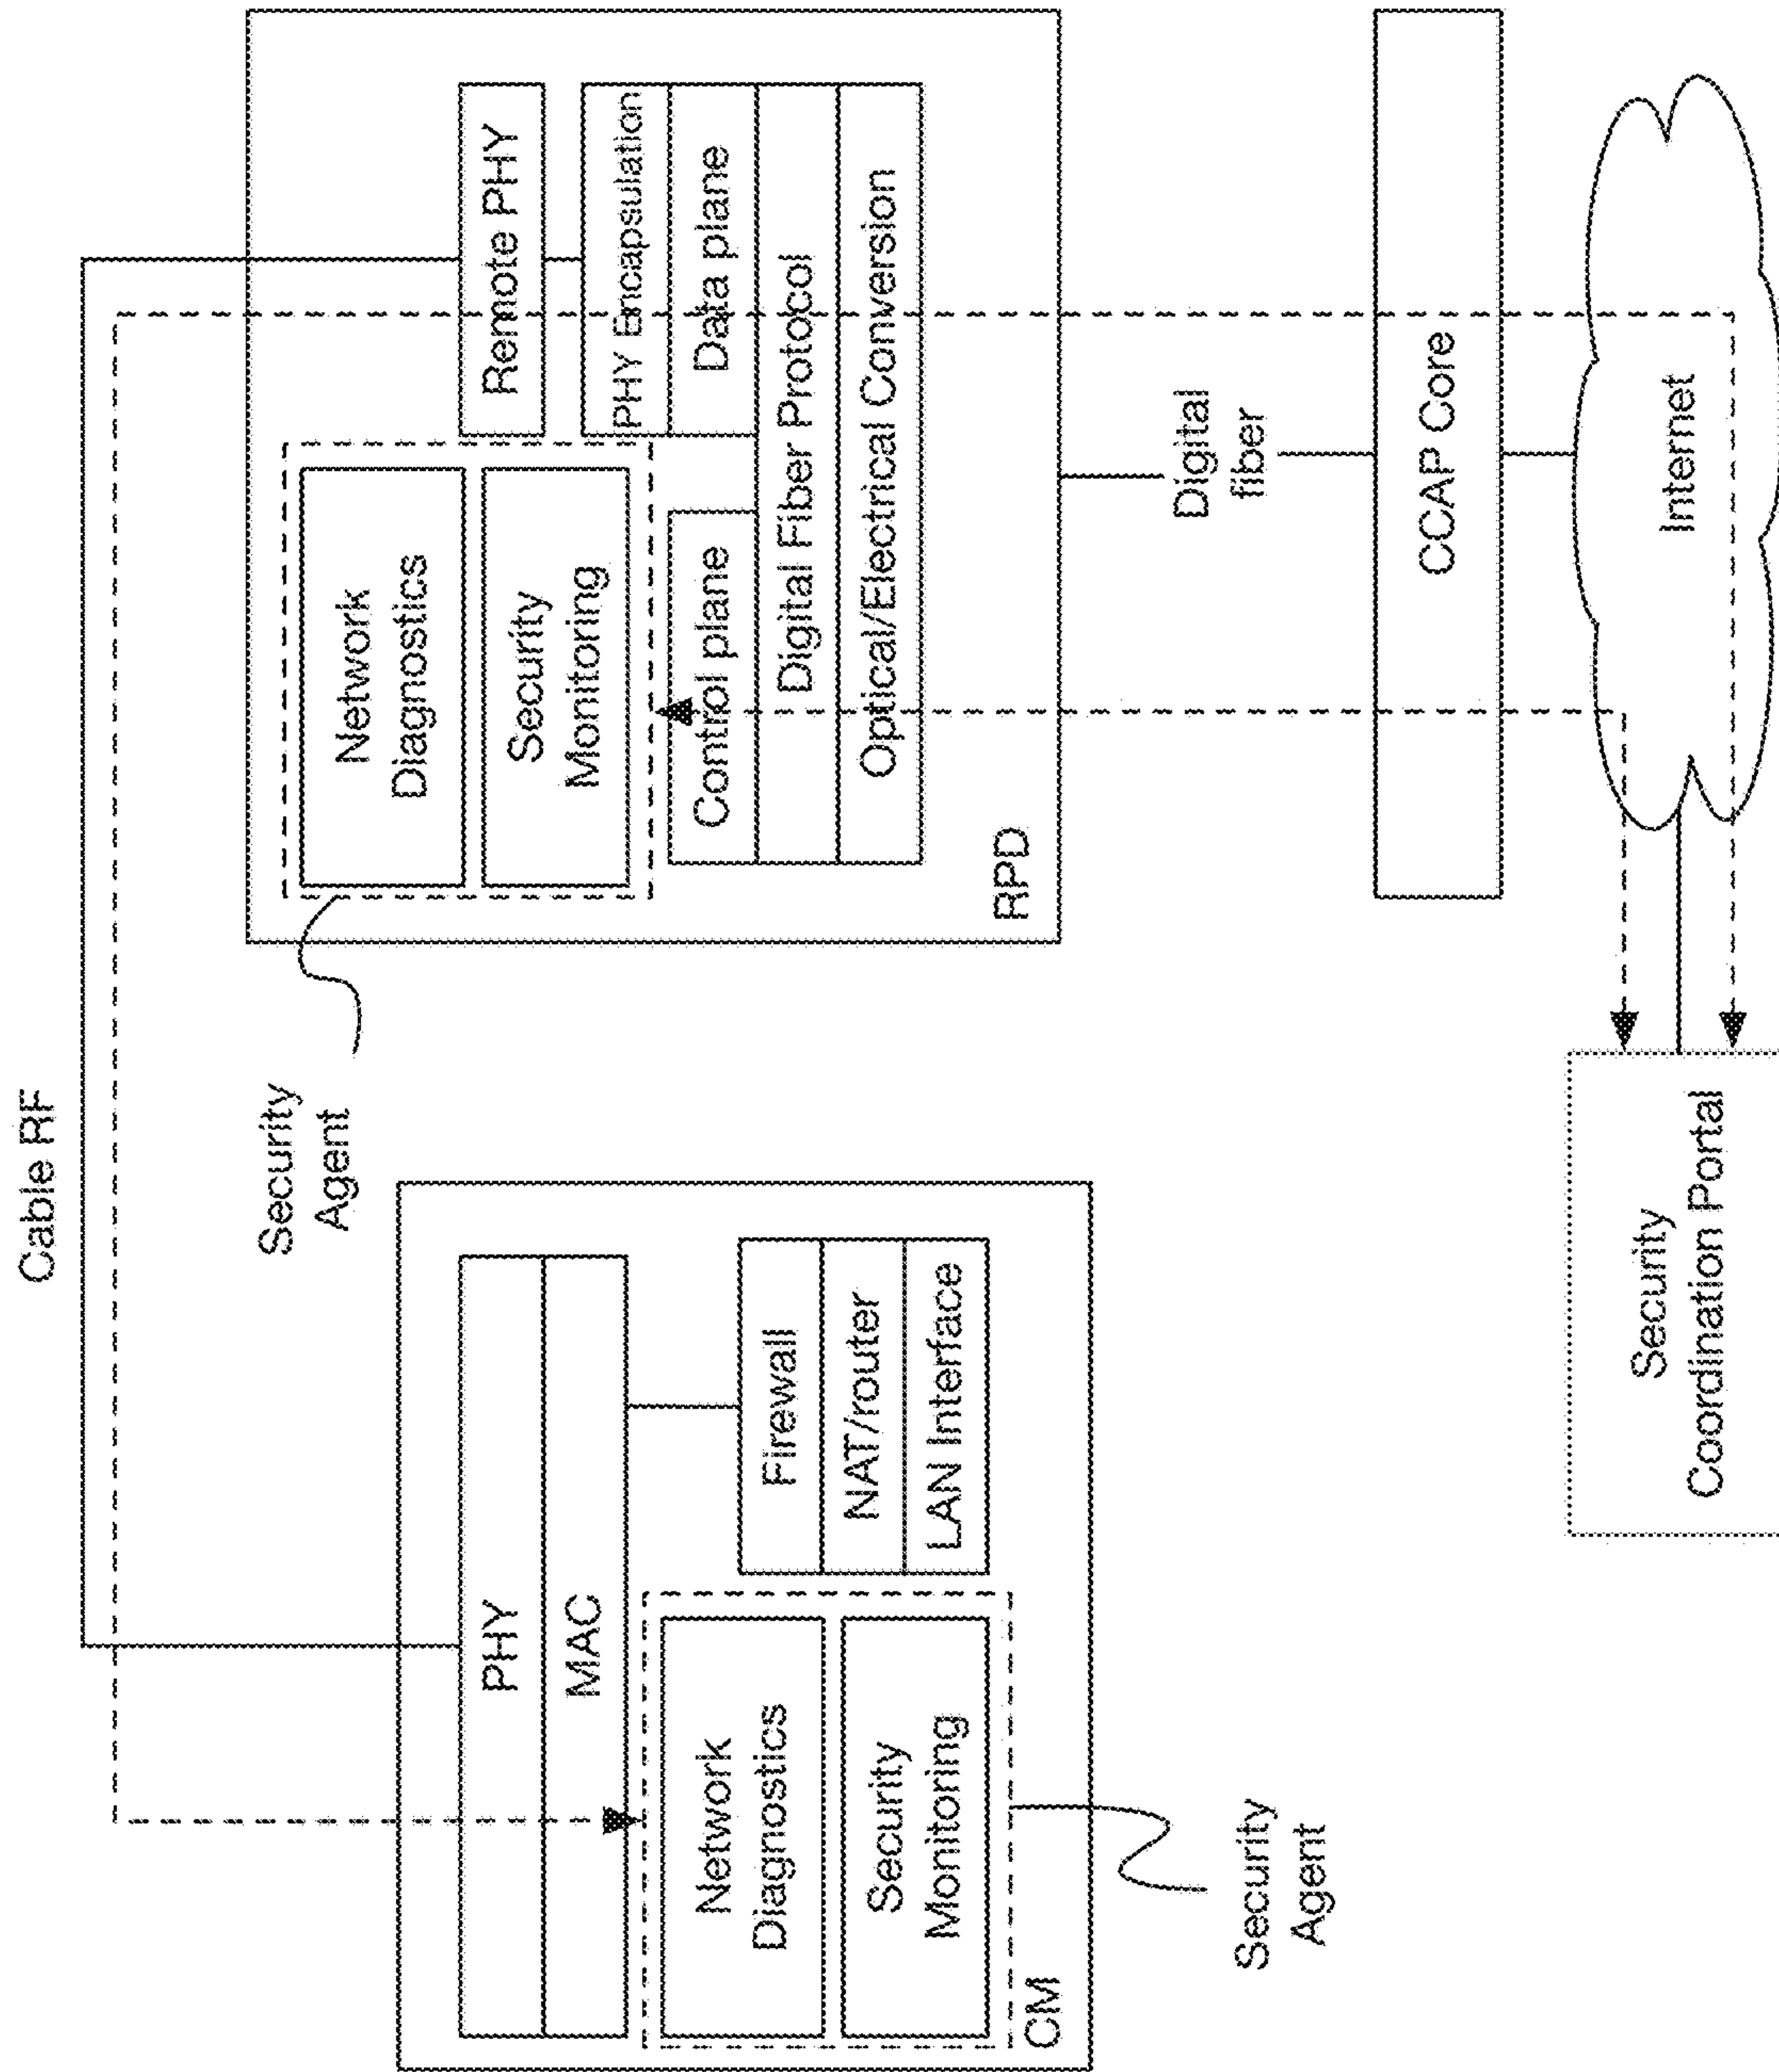 Cable RF
PHY
MAC
Network
Diagnostics
Security
Monitoring
Firewall
NAT/router
LAN Interface
CM
Security
Agent
Security
Agent
Network
Diagnostics
Security
Monitoring
Remote PHY
PHY Encapsulation
Control plane
Data plane
Digital Fiber Protocol
Optical/Electrical Conversion
RPD
Digital
fiber
CCAP Core
Internet
Security
Coordination Portal